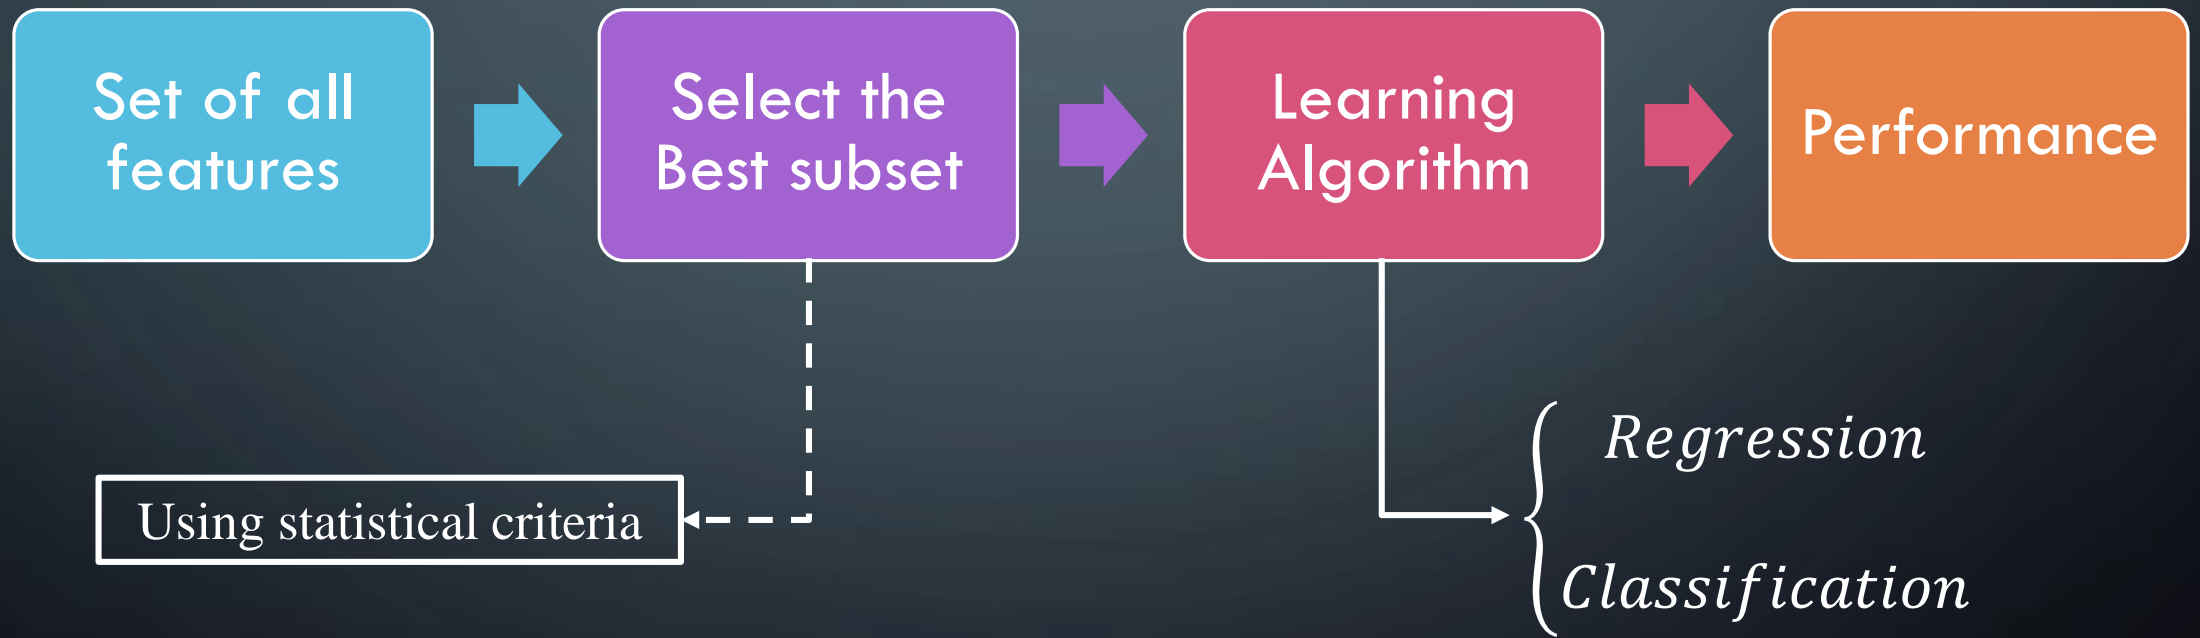 Set of all
features
Select the
Best subset
Learning
Algorithm
Performance
Using statistical criteria
Regression
Classification